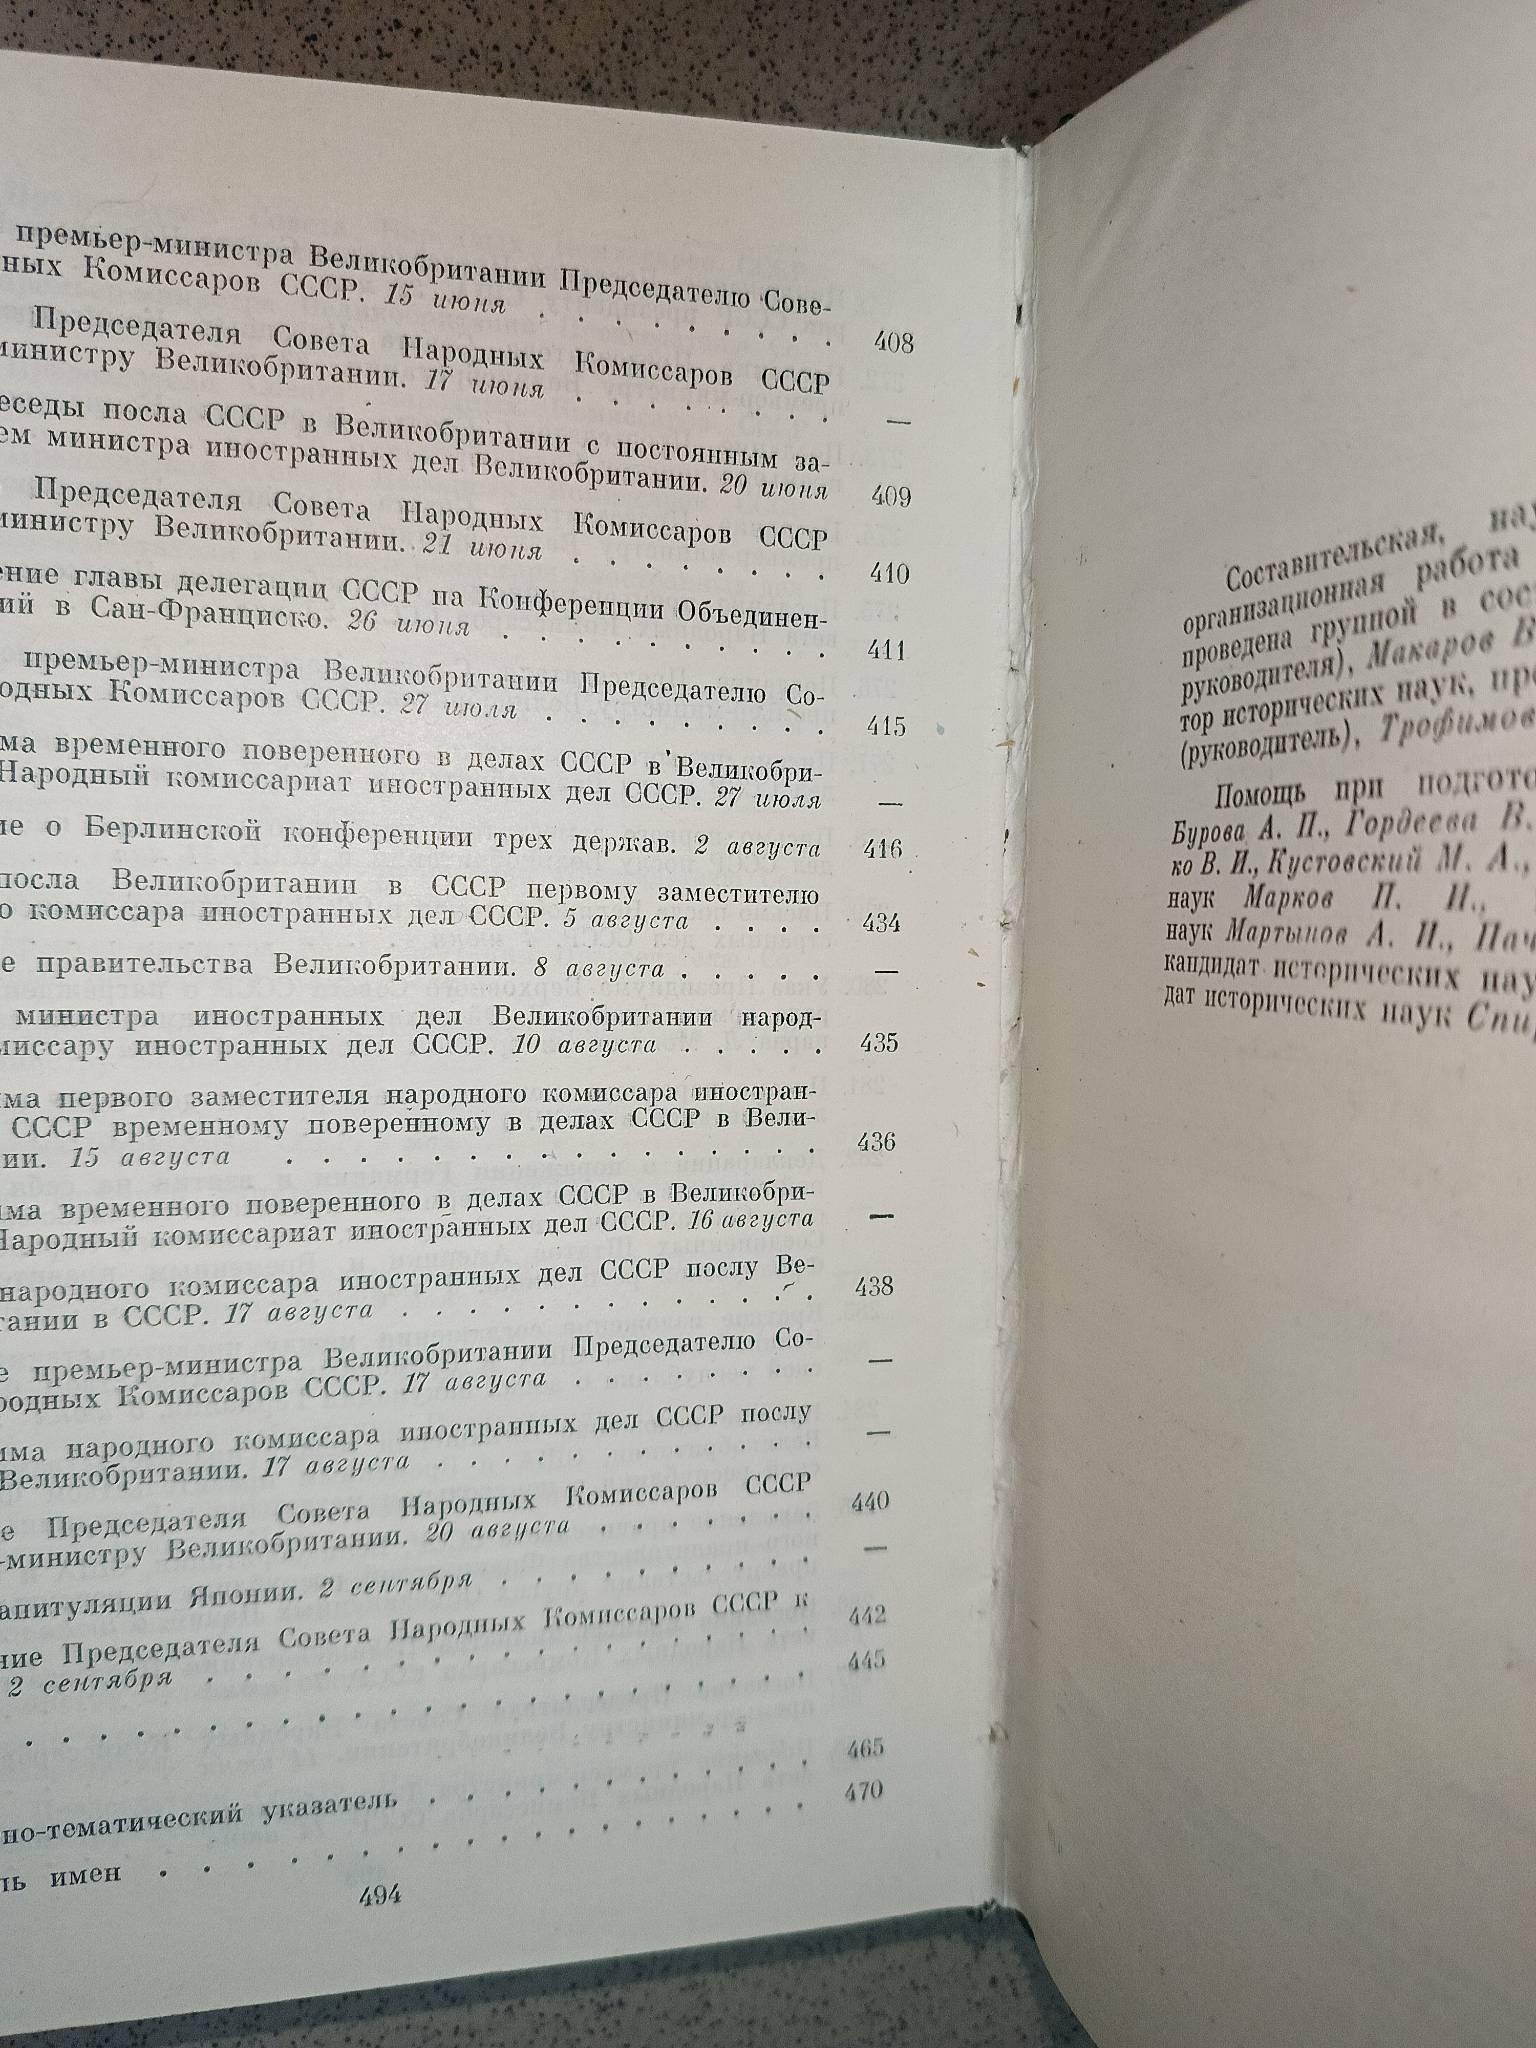 премьер-министра Великобритании Председателю Сове-
ных Комиссаров СССР. 15 июня . . . . . . . . 408
Председателя Совета Народных Комиссаров СССР
министру Великобритании. 17 июня . . . . . . . . —
еседы посла СССР в Великобритании с постоянным за-
ем министра иностранных дел Великобритании. 20 июня 409
Председателя Совета Народных Комиссаров СССР
министру Великобритании. 21 июня . . . . . . . . 410
ение главы делегации СССР на Конференции Объединен-
ий в Сан-Франциско. 26 июня . . . . . . . . . 411
премьер-министра Великобритании Председателю Со-
одных Комиссаров СССР. 27 июля . . . . . . . . 415
ма временного поверенного в делах СССР в Великобри-
Народный комиссариат иностранных дел СССР. 27 июля —
ие о Берлинской конференции трех держав. 2 августа 416
посла Великобритании в СССР первому заместителю
о комиссара иностранных дел СССР. 5 августа . . . . 434
е правительства Великобритании. 8 августа . . . . . —
министра иностранных дел Великобритании народ-
миссару иностранных дел СССР. 10 августа . . . . . 435
ма первого заместителя народного комиссара иностран-
СССР временному поверенному в делах СССР в Вели-
ии. 15 августа . . . . . . . . . . . . . . . 436
ма временного поверенного в делах СССР в Великобри-
Народный комиссариат иностранных дел СССР. 16 августа —
народного комиссара иностранных дел СССР послу Ве-
тании в СССР. 17 августа . . . . . . . . . . . 438
е премьер-министра Великобритании Председателю Со-
родных Комиссаров СССР. 17 августа . . . . . . . —
мма народного комиссара иностранных дел СССР послу
Великобритании. 17 августа . . . . . . . . . . —
е Председателя Совета Народных Комиссаров СССР
-министру Великобритании. 20 августа . . . . . . . 440
апитуляции Японии. 2 сентября . . . . . . . . . —
ние Председателя Совета Народных Комиссаров СССР к
2 сентября . . . . . . . . . . . . . . . . 442
. . . . . . . . . . . . . . . . . . . . 445
но-тематический указатель . . . . . . . . . . . 465
ль имен . . . . . . . . . . . . . . . . . 470
494
Составительская, нау
организационная работа
проведена группой в сос
руководителя), Макаров В
тор исторических наук, пр
(руководитель), Трофимов
Помощь при подгото
Бурова А. П., Гордеева В.
ко В. И., Кустовский М. А.,
наук Марков П. И.,
наук Мартынов А. И., Пач
кандидат исторических нау
дат исторических наук Спи